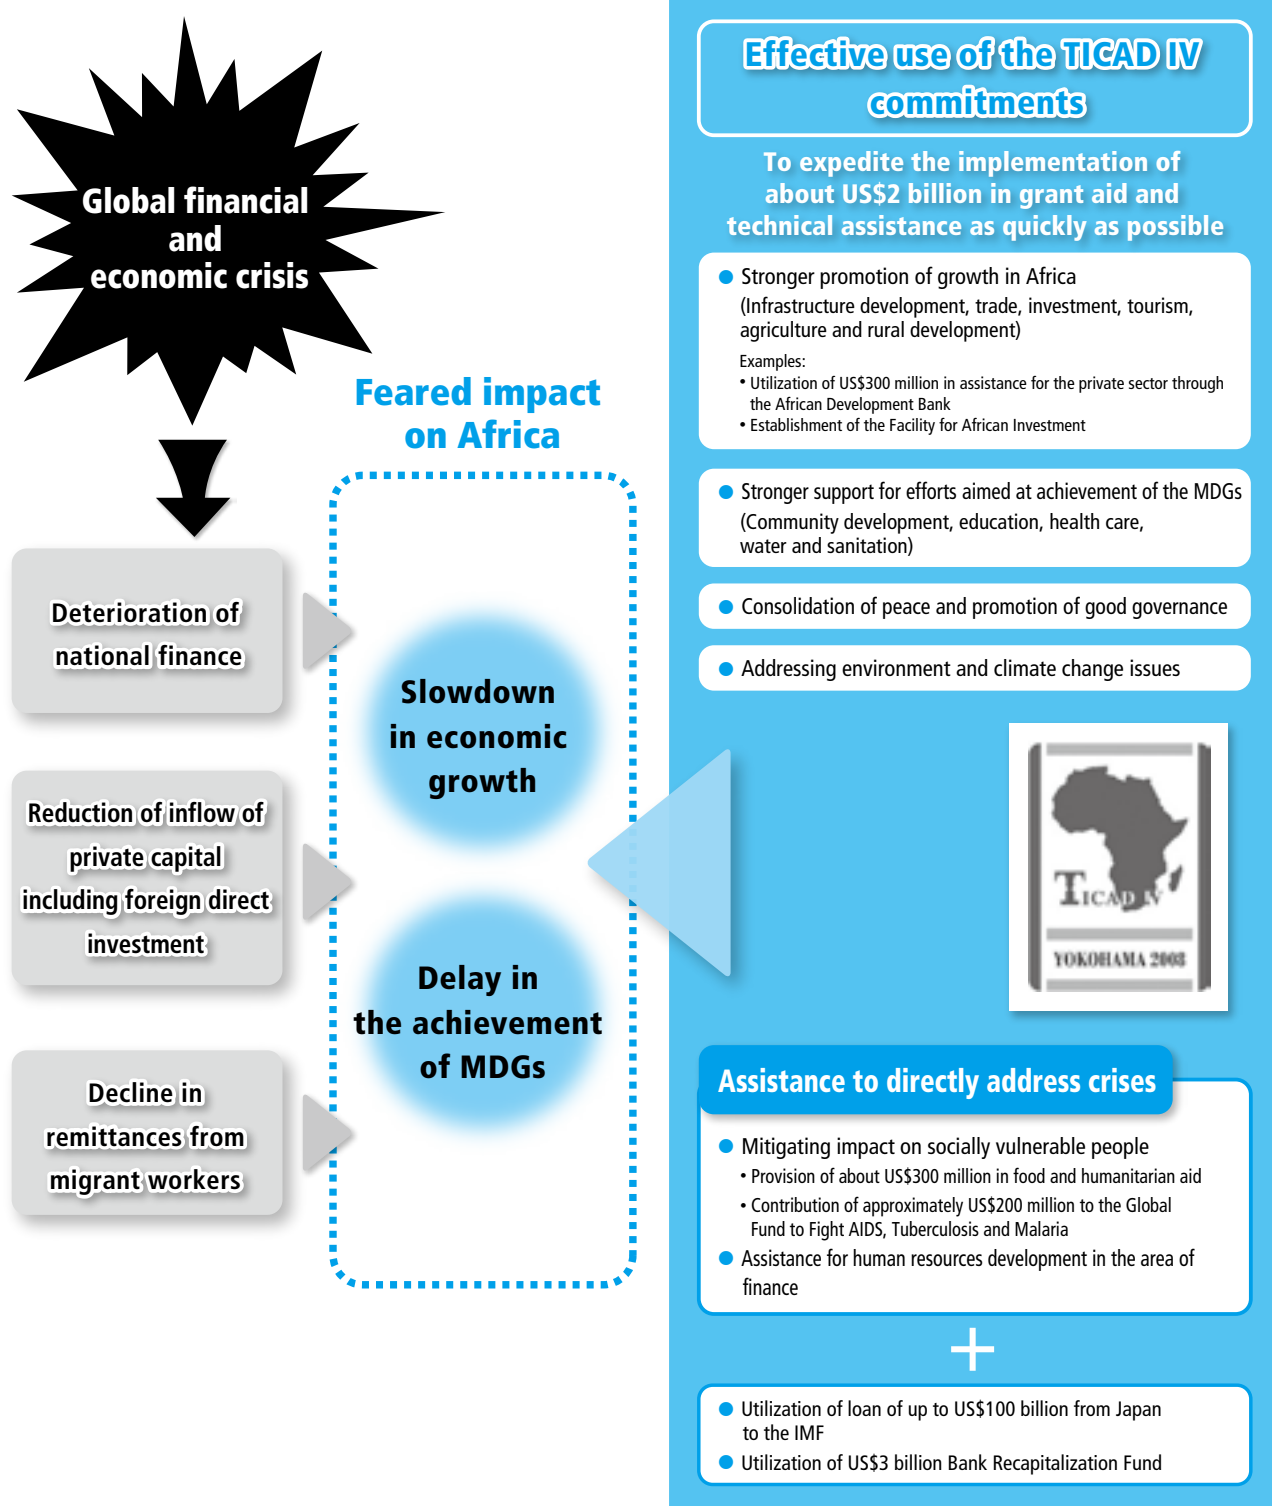 Global financial
and
economic crisis
Deterioration of
national finance
Reduction of inflow of
private capital
including foreign direct
investment
Decline in
remittances from
migrant workers
Feared impact
on Africa
Slowdown
in economic
growth
Delay in
the achievement
of MDGs
Effective use of the TICAD IV
commitments
To expedite the implementation of
about US$2 billion in grant aid and
technical assistance as quickly as possible
● Stronger promotion of growth in Africa
(Infrastructure development, trade, investment, tourism,
agriculture and rural development)
Examples:
• Utilization of US$300 million in assistance for the private sector through
the African Development Bank
• Establishment of the Facility for African Investment
● Stronger support for efforts aimed at achievement of the MDGs
(Community development, education, health care,
water and sanitation)
● Consolidation of peace and promotion of good governance
● Addressing environment and climate change issues
TICAD IV
YOKOHAMA 2008
Assistance to directly address crises
● Mitigating impact on socially vulnerable people
• Provision of about US$300 million in food and humanitarian aid
• Contribution of approximately US$200 million to the Global
Fund to Fight AIDS, Tuberculosis and Malaria
● Assistance for human resources development in the area of
finance
+
● Utilization of loan of up to US$100 billion from Japan
to the IMF
● Utilization of US$3 billion Bank Recapitalization Fund